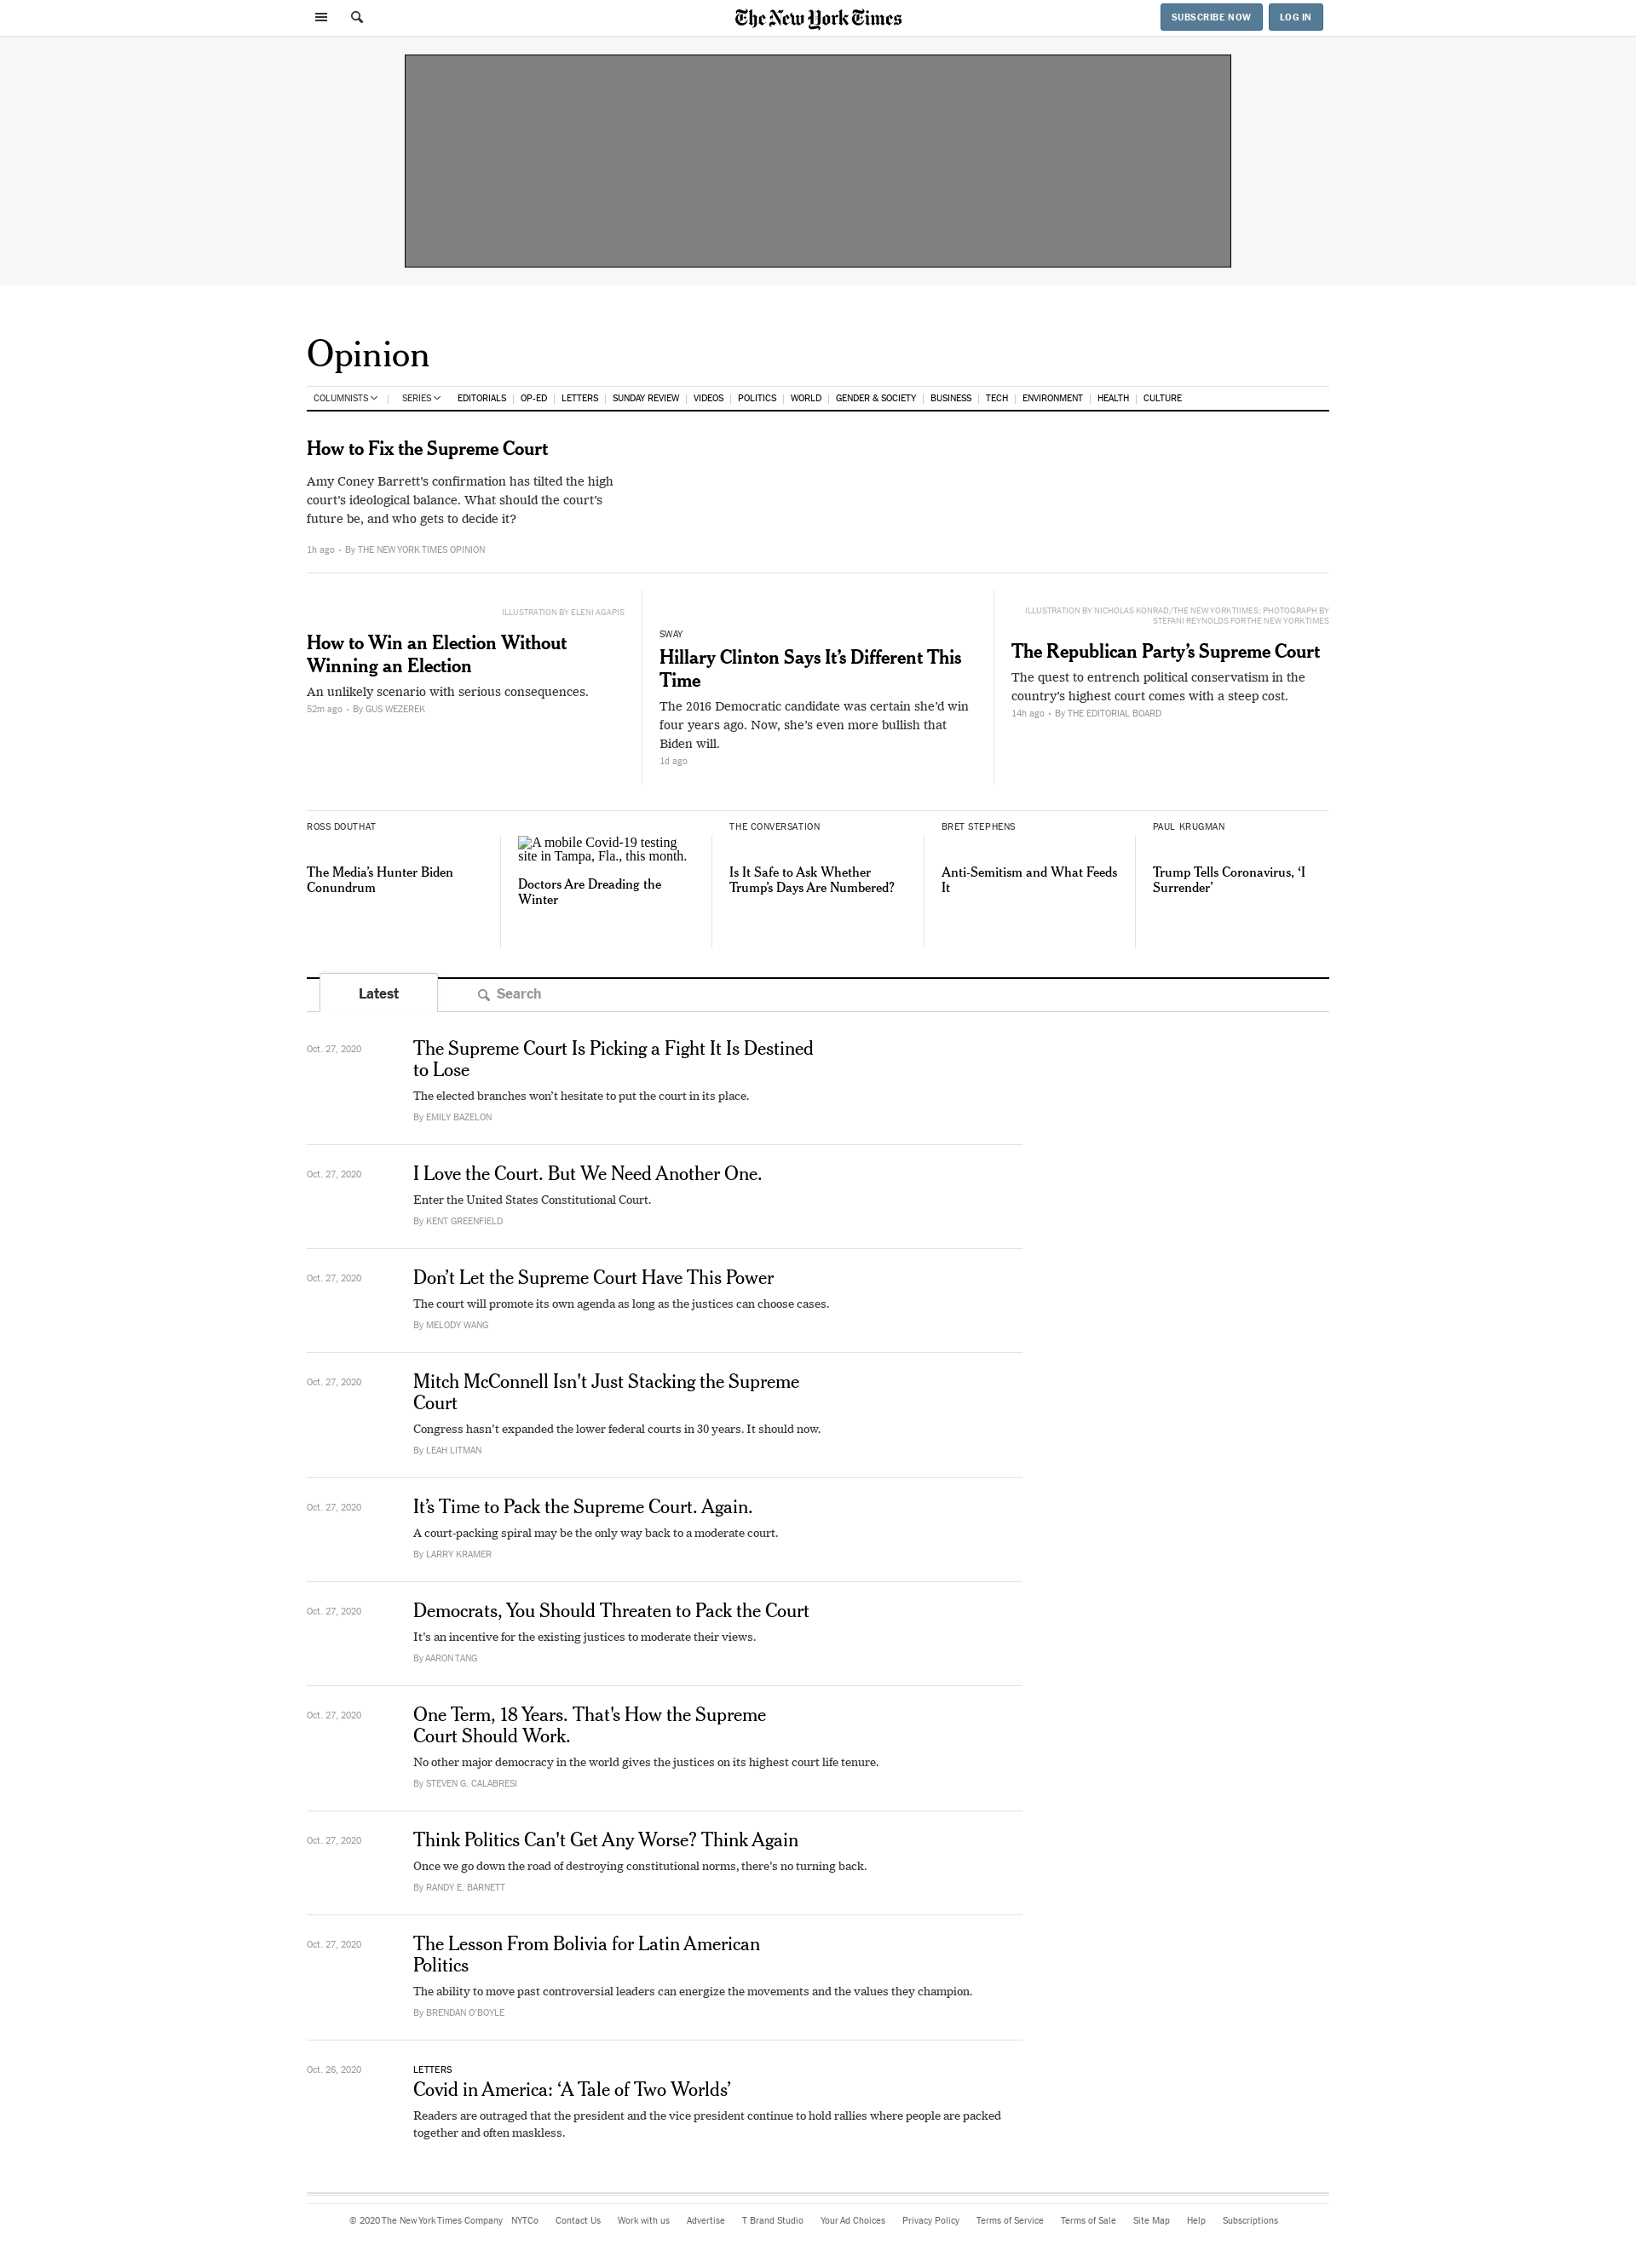 The New York Times
SUBSCRIBE NOW
LOG IN
Opinion
COLUMNISTS
SERIES
EDITORIALS
OP-ED
LETTERS
SUNDAY REVIEW
VIDEOS
POLITICS
WORLD
GENDER & SOCIETY
BUSINESS
TECH
ENVIRONMENT
HEALTH
CULTURE
How to Fix the Supreme Court
Amy Coney Barrett’s confirmation has tilted the high
court’s ideological balance. What should the court’s
future be, and who gets to decide it?
1h ago • By THE NEW YORK TIMES OPINION
ILLUSTRATION BY ELENI AGAPIS
How to Win an Election Without
Winning an Election
An unlikely scenario with serious consequences.
52m ago • By GUS WEZEREK
SWAY
Hillary Clinton Says It’s Different This
Time
The 2016 Democratic candidate was certain she’d win
four years ago. Now, she’s even more bullish that
Biden will.
1d ago
ILLUSTRATION BY NICHOLAS KONRAD/THE NEW YORK TIIMES; PHOTOGRAPH BY
STEFANI REYNOLDS FOR THE NEW YORK TIMES
The Republican Party’s Supreme Court
The quest to entrench political conservatism in the
country’s highest court comes with a steep cost.
14h ago • By THE EDITORIAL BOARD
ROSS DOUTHAT
The Media’s Hunter Biden
Conundrum
A mobile Covid-19 testing
site in Tampa, Fla., this month.
Doctors Are Dreading the
Winter
THE CONVERSATION
Is It Safe to Ask Whether
Trump’s Days Are Numbered?
BRET STEPHENS
Anti-Semitism and What Feeds
It
PAUL KRUGMAN
Trump Tells Coronavirus, ‘I
Surrender’
Latest
Search
Oct. 27, 2020
The Supreme Court Is Picking a Fight It Is Destined
to Lose
The elected branches won’t hesitate to put the court in its place.
By EMILY BAZELON
Oct. 27, 2020
I Love the Court. But We Need Another One.
Enter the United States Constitutional Court.
By KENT GREENFIELD
Oct. 27, 2020
Don’t Let the Supreme Court Have This Power
The court will promote its own agenda as long as the justices can choose cases.
By MELODY WANG
Oct. 27, 2020
Mitch McConnell Isn't Just Stacking the Supreme
Court
Congress hasn't expanded the lower federal courts in 30 years. It should now.
By LEAH LITMAN
Oct. 27, 2020
It’s Time to Pack the Supreme Court. Again.
A court-packing spiral may be the only way back to a moderate court.
By LARRY KRAMER
Oct. 27, 2020
Democrats, You Should Threaten to Pack the Court
It's an incentive for the existing justices to moderate their views.
By AARON TANG
Oct. 27, 2020
One Term, 18 Years. That's How the Supreme
Court Should Work.
No other major democracy in the world gives the justices on its highest court life tenure.
By STEVEN G. CALABRESI
Oct. 27, 2020
Think Politics Can't Get Any Worse? Think Again
Once we go down the road of destroying constitutional norms, there's no turning back.
By RANDY E. BARNETT
Oct. 27, 2020
The Lesson From Bolivia for Latin American
Politics
The ability to move past controversial leaders can energize the movements and the values they champion.
By BRENDAN O’BOYLE
Oct. 26, 2020
LETTERS
Covid in America: ‘A Tale of Two Worlds’
Readers are outraged that the president and the vice president continue to hold rallies where people are packed
together and often maskless.
© 2020 The New York Times Company
NYTCo
Contact Us
Work with us
Advertise
T Brand Studio
Your Ad Choices
Privacy Policy
Terms of Service
Terms of Sale
Site Map
Help
Subscriptions